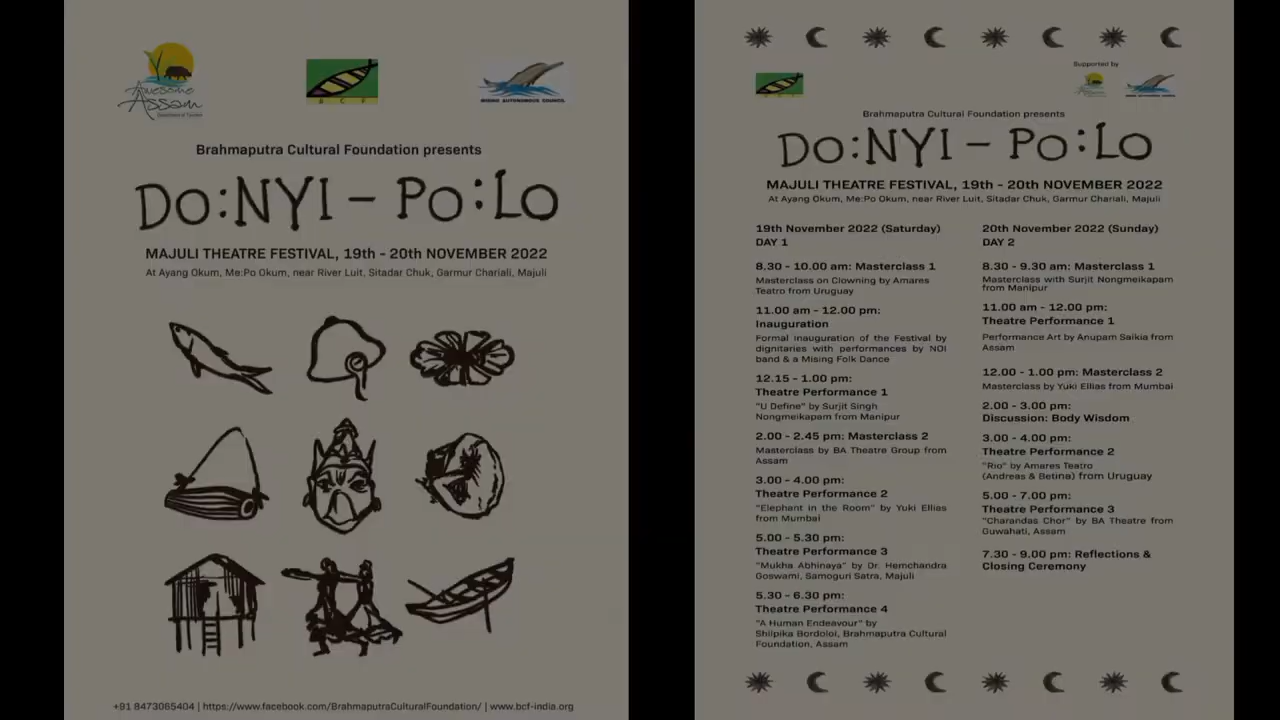 Awesome
Assam
Department of Tourism
B C F
MISING AUTONOMOUS COUNCIL
Brahmaputra Cultural Foundation presents
Do:NYI - Po:Lo
MAJULI THEATRE FESTIVAL, 19th - 20th NOVEMBER 2022
At Ayang Okum, Me:Po Okum, near River Luit, Sitadar Chuk, Garmur Chariali, Majuli
+91 8473065404 | https://www.facebook.com/BrahmaputraCulturalFoundation/ | www.bcf-india.org
Supported by
Brahmaputra Cultural Foundation presents
Do:NYI - Po:Lo
MAJULI THEATRE FESTIVAL, 19th - 20th NOVEMBER 2022
At Ayang Okum, Me:Po Okum, near River Luit, Sitadar Chuk, Garmur Chariali, Majuli
19th November 2022 (Saturday)
DAY 1
8.30 - 10.00 am: Masterclass 1
Masterclass on Clowning by Amares
Teatro from Uruguay
11.00 am - 12.00 pm:
Inauguration
Formal inauguration of the Festival by
dignitaries with performances by NOI
band & a Mising Folk Dance
12.15 - 1.00 pm:
Theatre Performance 1
"U Define" by Surjit Singh
Nongmeikapam from Manipur
2.00 - 2.45 pm: Masterclass 2
Masterclass by BA Theatre Group from
Assam
3.00 - 4.00 pm:
Theatre Performance 2
"Elephant in the Room" by Yuki Ellias
from Mumbai
5.00 - 5.30 pm:
Theatre Performance 3
"Mukha Abhinaya" by Dr. Hemchandra
Goswami, Samoguri Satra, Majuli
5.30 - 6.30 pm:
Theatre Performance 4
"A Human Endeavour" by
Shilpika Bordoloi, Brahmaputra Cultural
Foundation, Assam
20th November 2022 (Sunday)
DAY 2
8.30 - 9.30 am: Masterclass 1
Masterclass with Surjit Nongmeikapam
from Manipur
11.00 am - 12.00 pm:
Theatre Performance 1
Performance Art by Anupam Saikia from
Assam
12.00 - 1.00 pm: Masterclass 2
Masterclass by Yuki Ellias from Mumbai
2.00 - 3.00 pm:
Discussion: Body Wisdom
3.00 - 4.00 pm:
Theatre Performance 2
"Rio" by Amares Teatro
(Andreas & Betina) from Uruguay
5.00 - 7.00 pm:
Theatre Performance 3
"Charandas Chor" by BA Theatre from
Guwahati, Assam
7.30 - 9.00 pm: Reflections &
Closing Ceremony